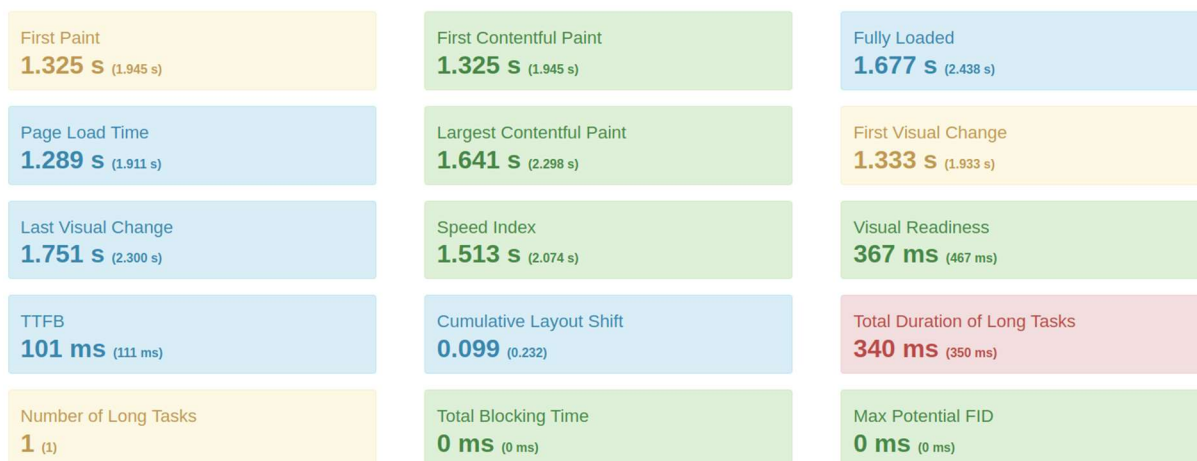 First Paint
1.325 s (1.945 s)
First Contentful Paint
1.325 s (1.945 s)
Fully Loaded
1.677 s (2.438 s)
Page Load Time
1.289 s (1.911 s)
Largest Contentful Paint
1.641 s (2.298 s)
First Visual Change
1.333 s (1.933 s)
Last Visual Change
1.751 s (2.300 s)
Speed Index
1.513 s (2.074 s)
Visual Readiness
367 ms (467 ms)
TTFB
101 ms (111 ms)
Cumulative Layout Shift
0.099 (0.232)
Total Duration of Long Tasks
340 ms (350 ms)
Number of Long Tasks
1 (1)
Total Blocking Time
0 ms (0 ms)
Max Potential FID
0 ms (0 ms)